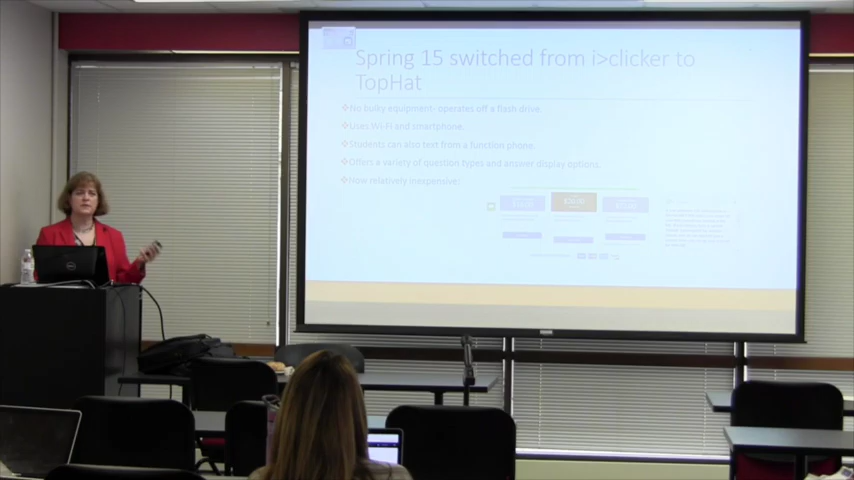 Spring 15 switched from i>clicker to
TopHat
❖No bulky equipment- operates off a flash drive.
❖Uses Wi-Fi and smartphone.
❖Students can also text from a function phone.
❖Offers a variety of question types and answer display options.
❖Now relatively inexpensive:
DELL